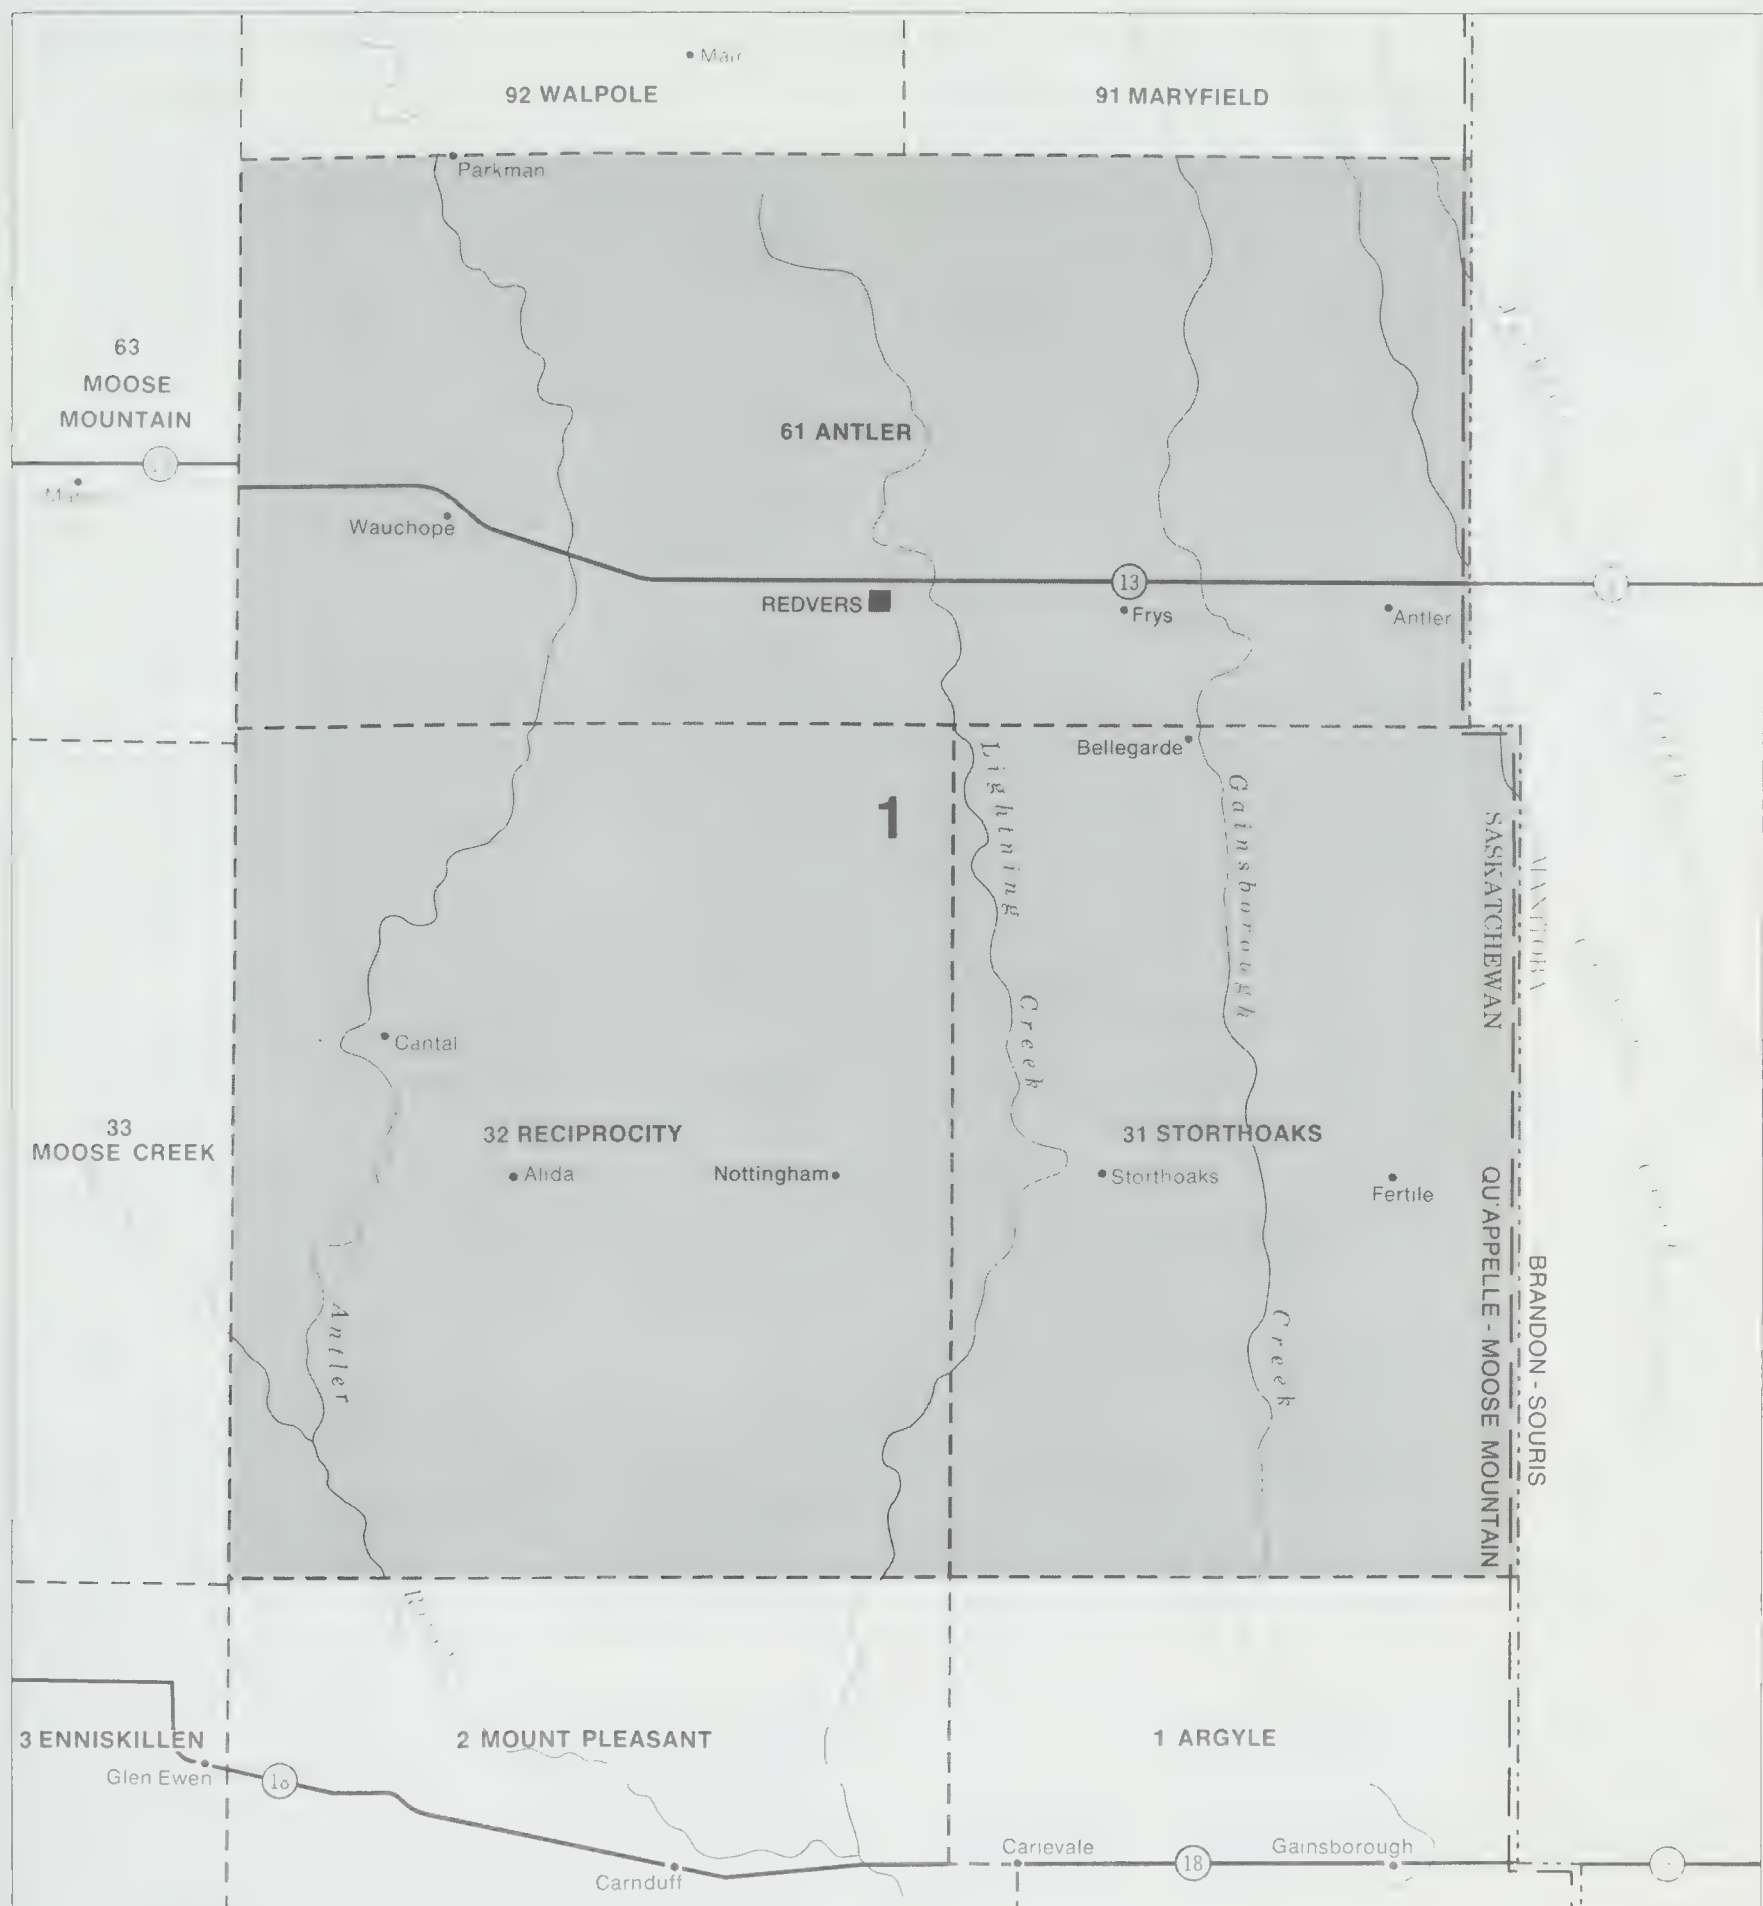 Mair
92 WALPOLE
91 MARYFIELD
Parkman
63
MOOSE
MOUNTAIN
61 ANTLER
Wauchope
13
REDVERS
Frys
Antler
Bellegarde
1
Lightning
Creek
Gainsborough
Creek
SASKATCHEWAN
MANITOBA
Cantal
33
MOOSE CREEK
32 RECIPROCITY
31 STORTHOAKS
Alida
Nottingham
Storthoaks
Fertile
QU'APPELLE - MOOSE MOUNTAIN
BRANDON - SOURIS
Antler
3 ENNISKILLEN
2 MOUNT PLEASANT
1 ARGYLE
Glen Ewen
18
Carievale
18
Gainsborough
Carnduff